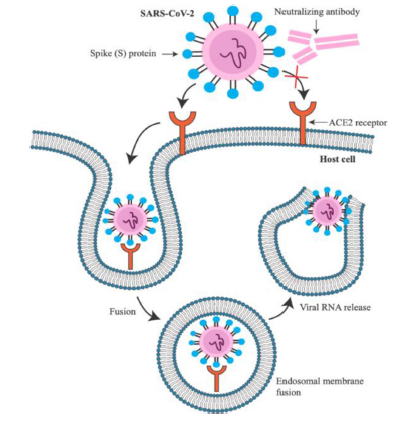 SARS-CoV-2
Neutralizing antibody
Spike (S) protein
ACE2 receptor
Host cell
Viral RNA release
Fusion
Endosomal membrane
fusion